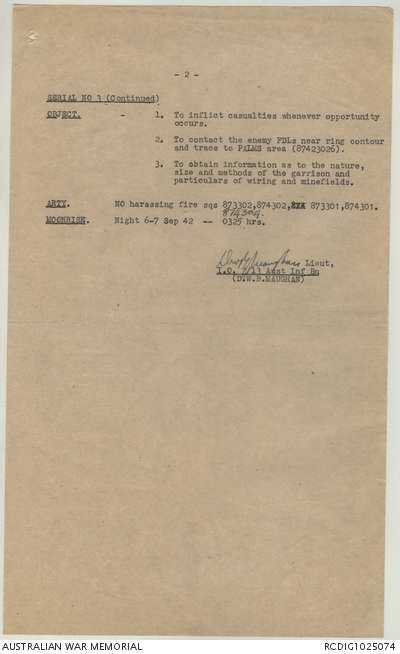 - 2 -
SERIAL NO 3 (Continued)
OBJECT. - 1. To inflict casualties whenever opportunity
occurs.
2. To contact the enemy FDLs near ring contour
and trace to PALMS area (87423026).
3. To obtain information as to the nature,
size and methods of the garrison and
particulars of wiring and minefields.
ARTY. NO harassing fire sqs 873302,874302, 873301,874301.
874300.
MOONRISE. Night 6-7 Sep 42 -- 0325 hrs.
Lieut,
I.O. 2/13 Aust Inf Bn
(D.W.B.MAUGHAN)
AUSTRALIAN WAR MEMORIAL
RCDIG1025074